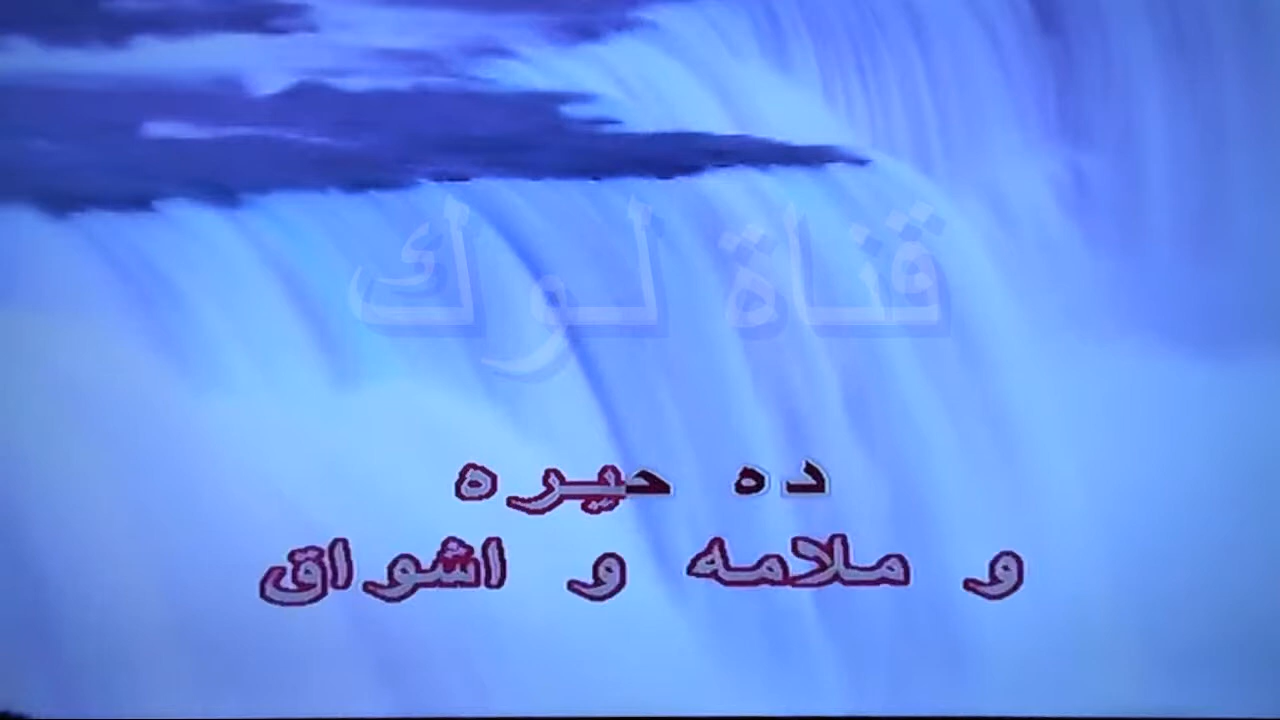 قناة لوك
ده حيره
و ملامه و اشواق